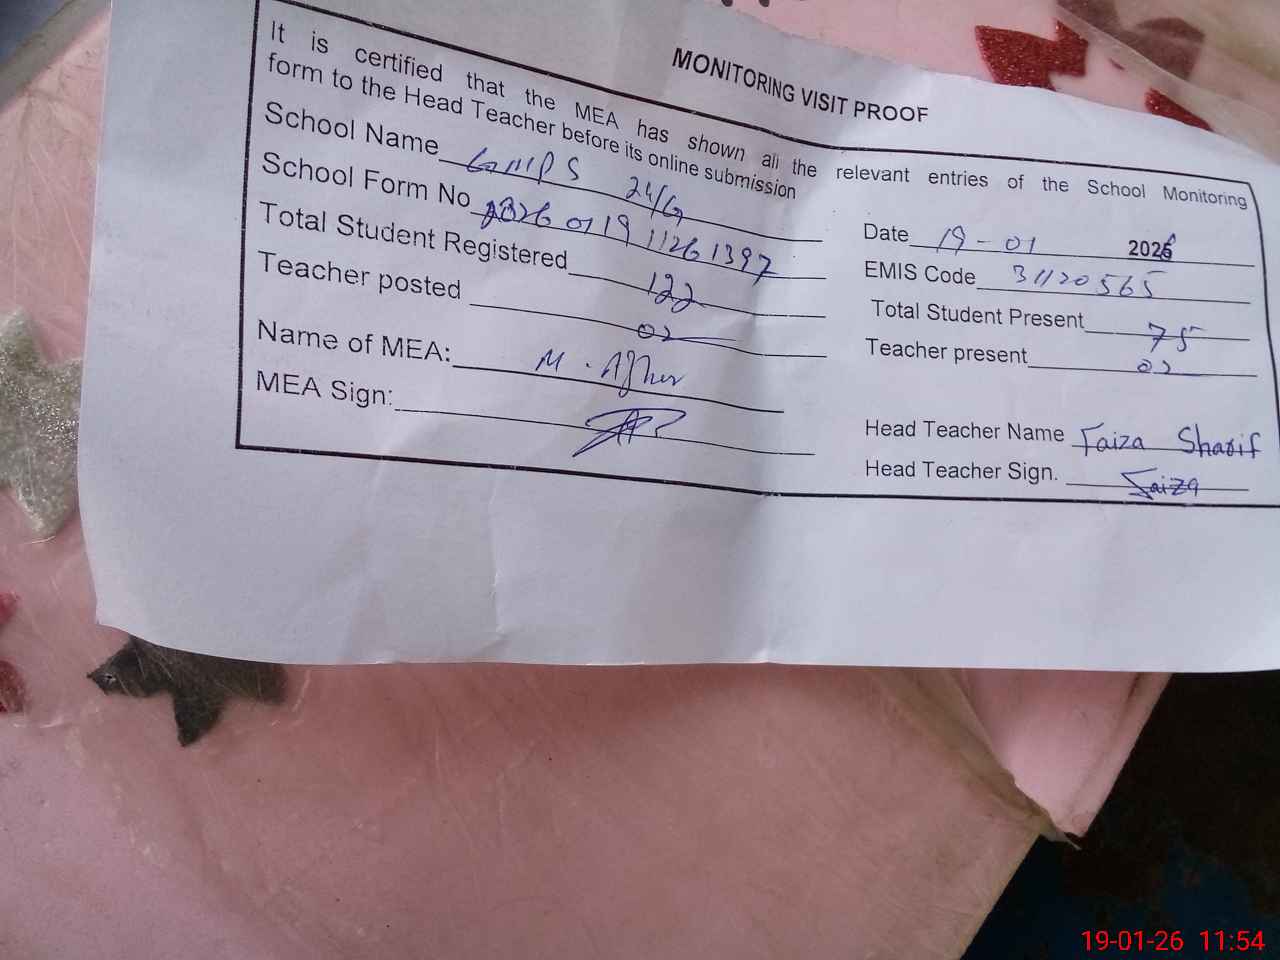 MONITORING VISIT PROOF
It is certified that the MEA has shown all the relevant entries of the School Monitoring
form to the Head Teacher before its online submission
School Name GMPS 24/G
Date 19-01 2026
School Form No 0119 11261397
EMIS Code 31120565
Total Student Registered 122
Total Student Present 75
Teacher posted 02
Teacher present 02
Name of MEA: M.
MEA Sign:
Head Teacher Name Faiza Sharif
Head Teacher Sign. Faiza
19-01-26 11:54